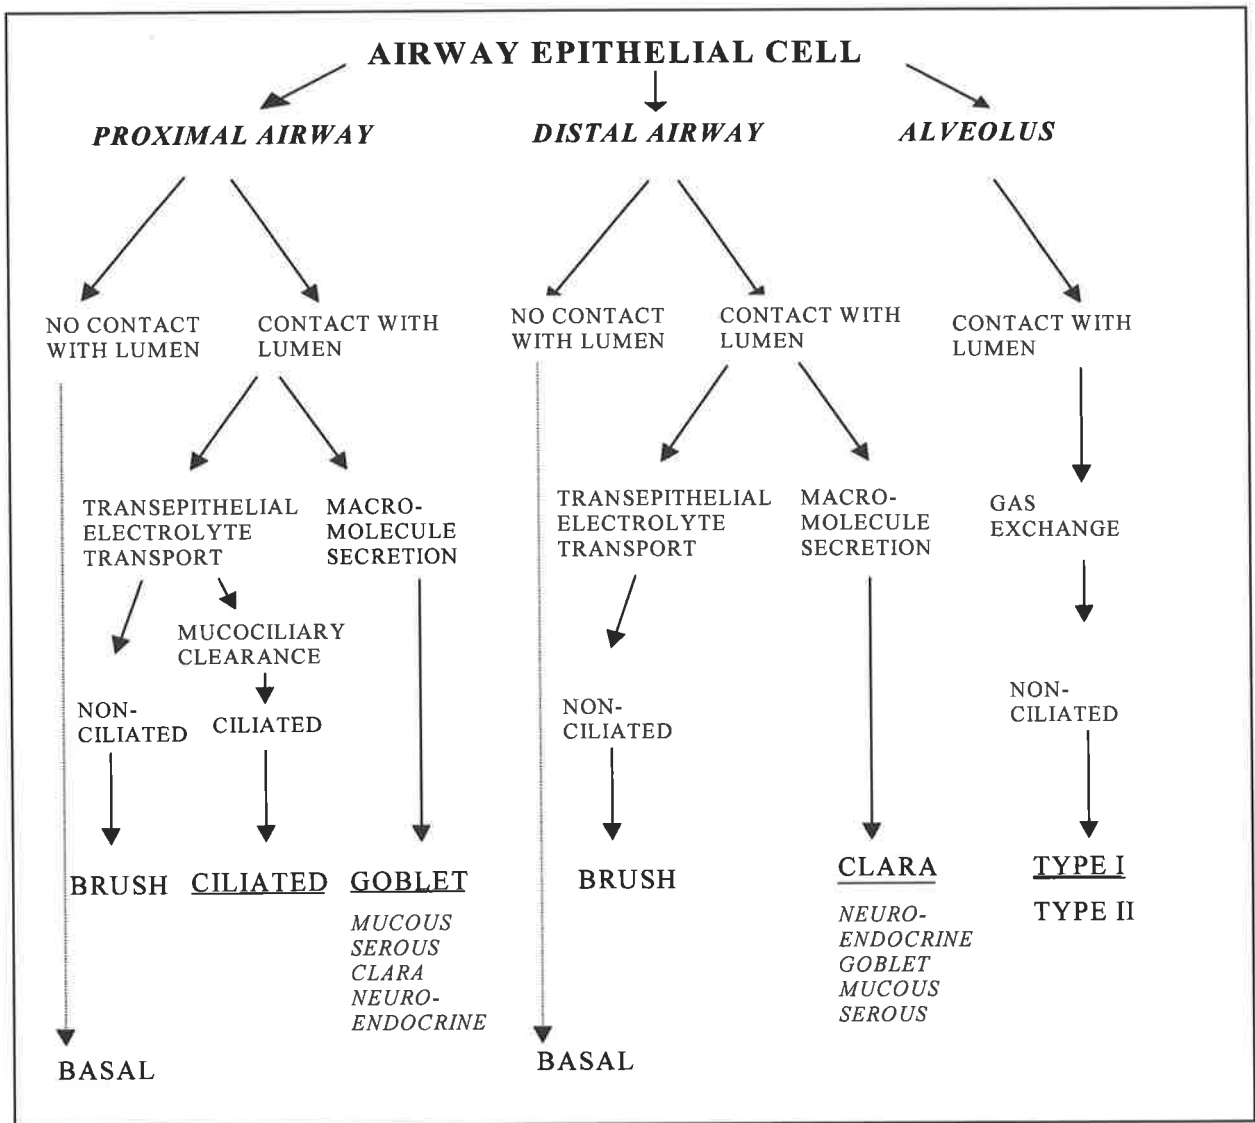 AIRWAY EPITHELIAL CELL
PROXIMAL AIRWAY
DISTAL AIRWAY
ALVEOLUS
NO CONTACT
WITH LUMEN
CONTACT WITH
LUMEN
NO CONTACT
WITH LUMEN
CONTACT WITH
LUMEN
CONTACT WITH
LUMEN
TRANSEPITHELIAL
ELECTROLYTE
TRANSPORT
MACRO-
MOLECULE
SECRETION
TRANSEPITHELIAL
ELECTROLYTE
TRANSPORT
MACRO-
MOLECULE
SECRETION
GAS
EXCHANGE
MUCOCILIARY
CLEARANCE
NON-
CILIATED
CILIATED
NON-
CILIATED
NON-
CILIATED
BRUSH
CILIATED
GOBLET
MUCOUS
SEROUS
CLARA
NEURO-
ENDOCRINE
BRUSH
CLARA
NEURO-
ENDOCRINE
GOBLET
MUCOUS
SEROUS
TYPE I
TYPE II
BASAL
BASAL